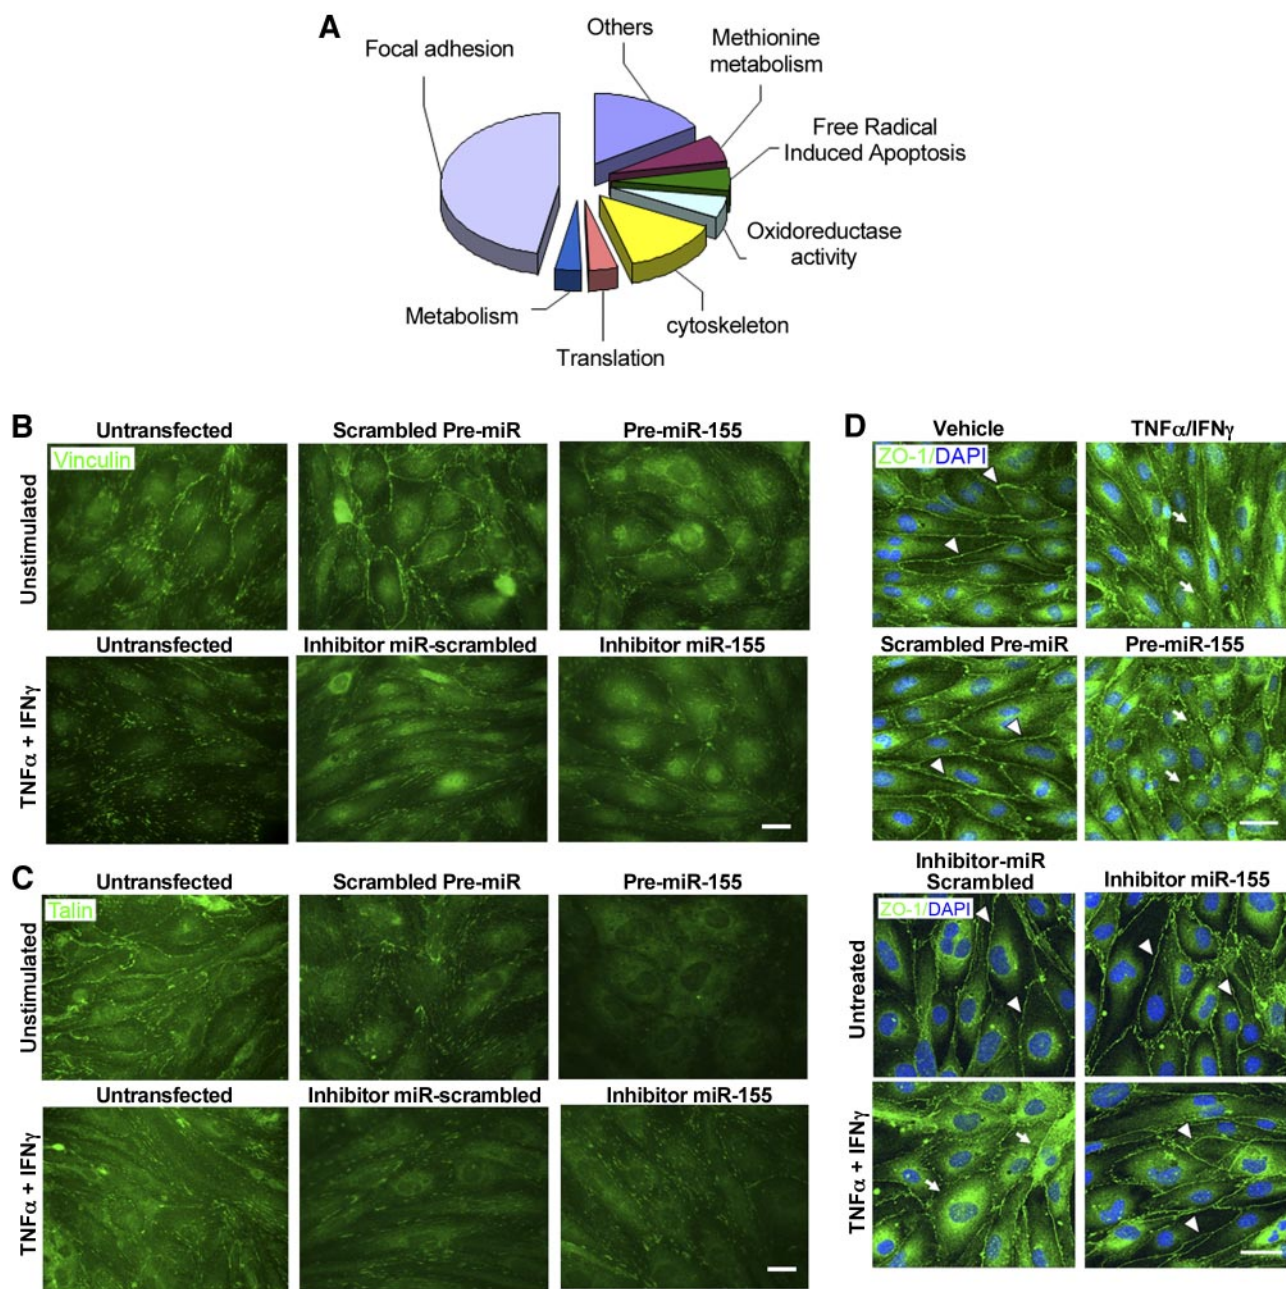 A
Focal adhesion
Others
Methionine
metabolism
Free Radical
Induced Apoptosis
Oxidoreductase
activity
cytoskeleton
Translation
Metabolism
B
Untransfected
Scrambled Pre-miR
Pre-miR-155
Vinculin
Unstimulated
Untransfected
Inhibitor miR-scrambled
Inhibitor miR-155
TNFα + IFNγ
C
Untransfected
Scrambled Pre-miR
Pre-miR-155
Talin
Unstimulated
Untransfected
Inhibitor miR-scrambled
Inhibitor miR-155
TNFα + IFNγ
D
Vehicle
TNFα/IFNγ
ZO-1/DAPI
Scrambled Pre-miR
Pre-miR-155
Inhibitor-miR
Scrambled
Inhibitor miR-155
ZO-1/DAPI
Untreated
TNFα + IFNγ